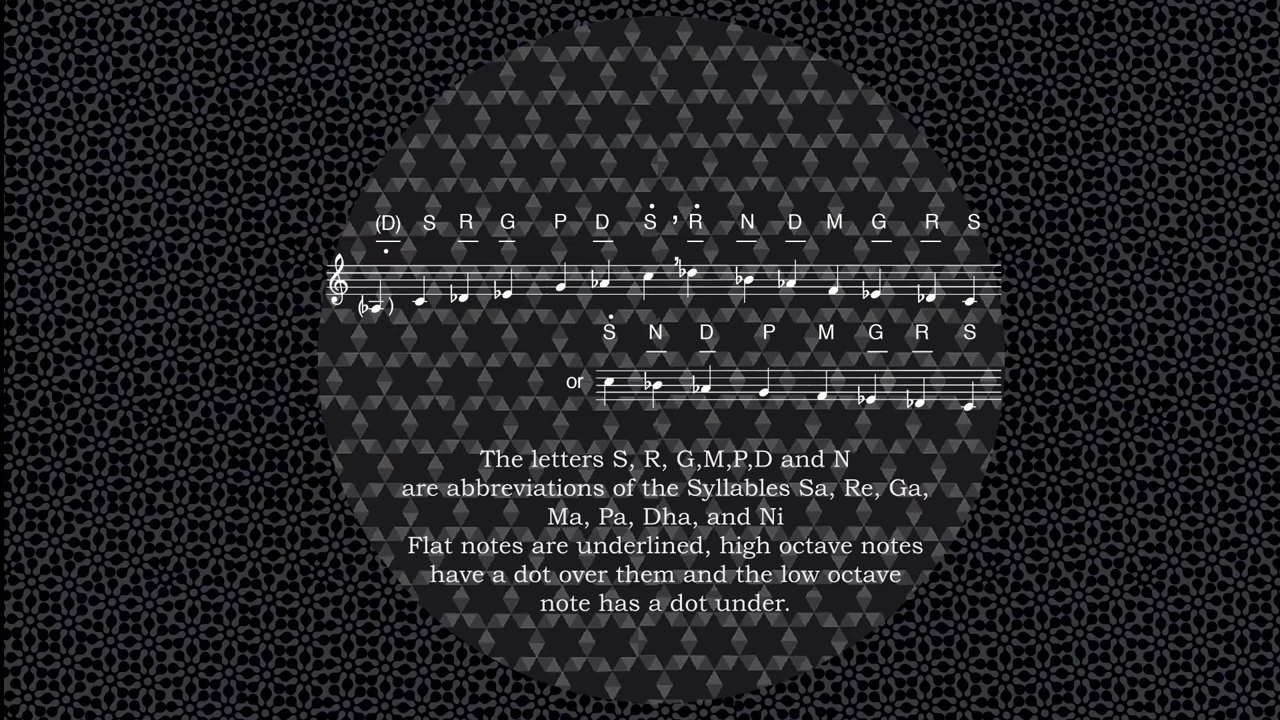 (Ḍ) S R G P D Ṡ , Ṙ N D M G R S
Ṡ N D P M G R S
or
The letters S, R, G,M,P,D and N
are abbreviations of the Syllables Sa, Re, Ga,
Ma, Pa, Dha, and Ni
Flat notes are underlined, high octave notes
have a dot over them and the low octave
note has a dot under.